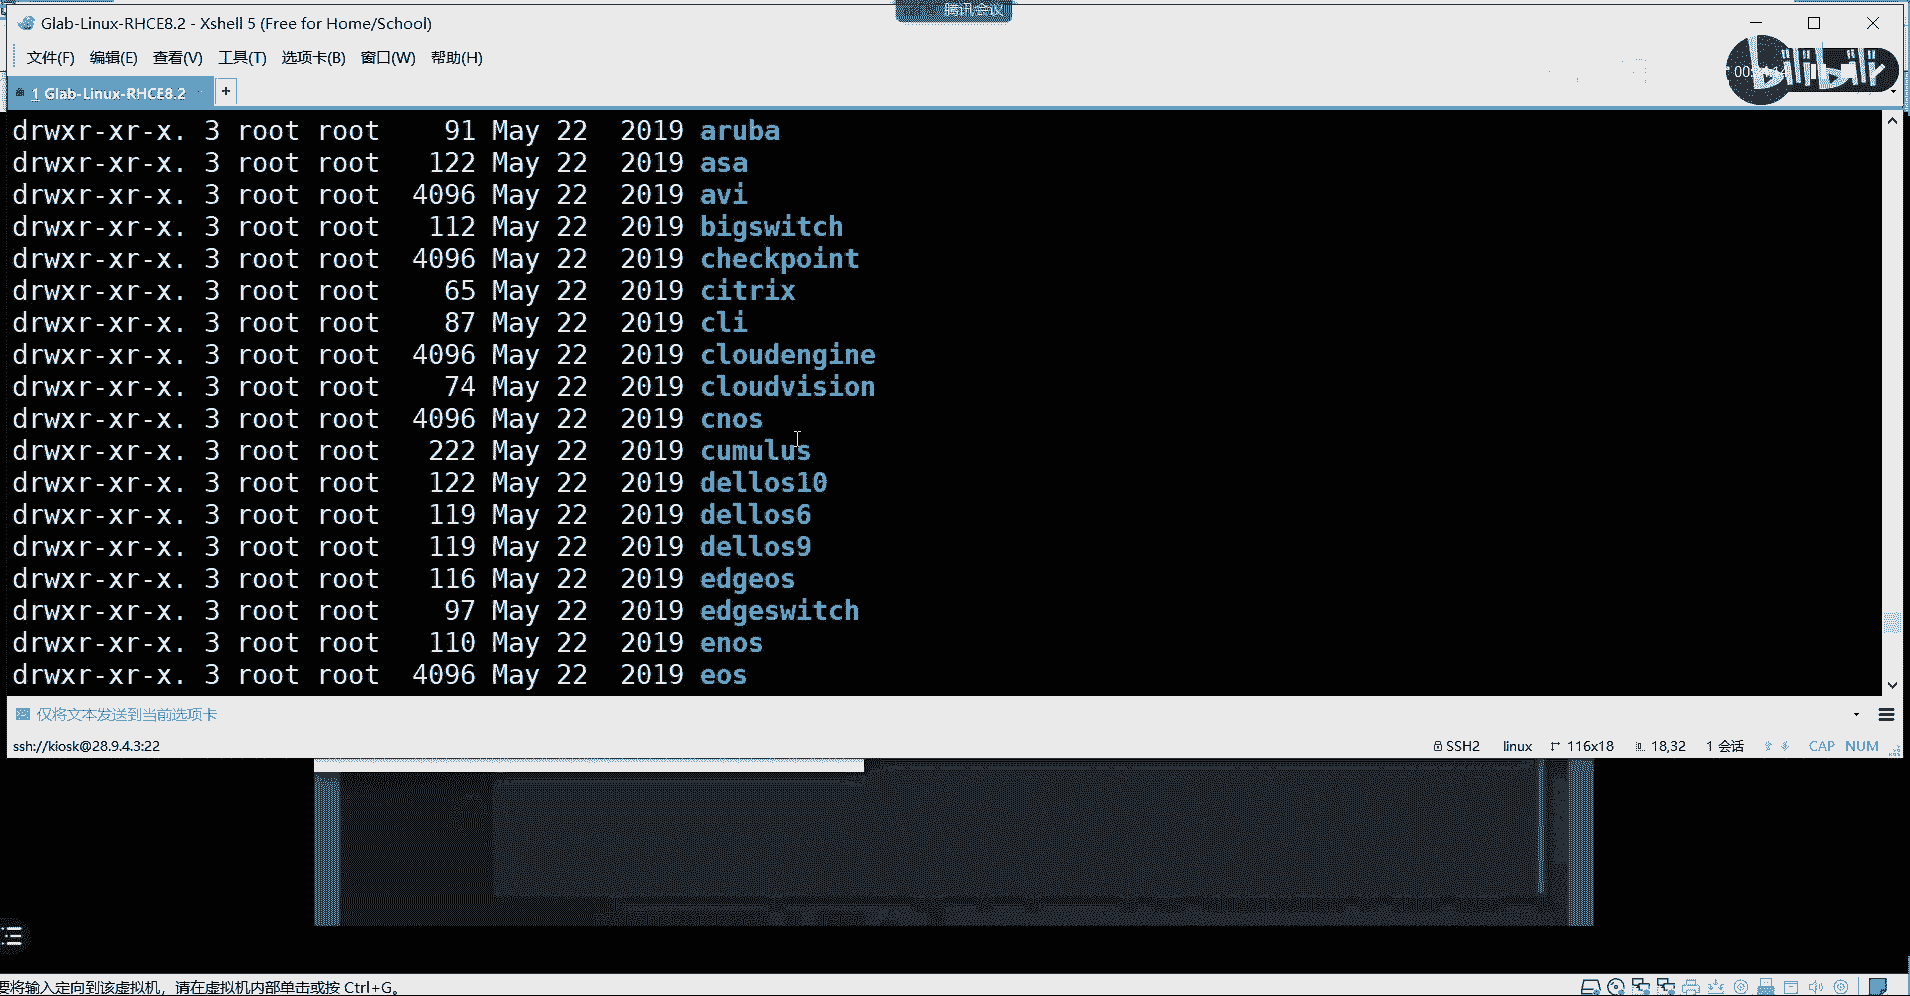 腾讯会议
Glab-Linux-RHCE8.2 - Xshell 5 (Free for Home/School)
文件(F) 编辑(E) 查看(V) 工具(T) 选项卡(B) 窗口(W) 帮助(H)
bilibili
1 Glab-Linux-RHCE8.2 +
drwxr-xr-x. 3 root root 91 May 22 2019 aruba
drwxr-xr-x. 3 root root 122 May 22 2019 asa
drwxr-xr-x. 3 root root 4096 May 22 2019 avi
drwxr-xr-x. 3 root root 112 May 22 2019 bigswitch
drwxr-xr-x. 3 root root 4096 May 22 2019 checkpoint
drwxr-xr-x. 3 root root 65 May 22 2019 citrix
drwxr-xr-x. 3 root root 87 May 22 2019 cli
drwxr-xr-x. 3 root root 4096 May 22 2019 cloudengine
drwxr-xr-x. 3 root root 74 May 22 2019 cloudvision
drwxr-xr-x. 3 root root 4096 May 22 2019 cnos
drwxr-xr-x. 3 root root 222 May 22 2019 cumulus
drwxr-xr-x. 3 root root 122 May 22 2019 dellos10
drwxr-xr-x. 3 root root 119 May 22 2019 dellos6
drwxr-xr-x. 3 root root 119 May 22 2019 dellos9
drwxr-xr-x. 3 root root 116 May 22 2019 edgeos
drwxr-xr-x. 3 root root 97 May 22 2019 edgeswitch
drwxr-xr-x. 3 root root 110 May 22 2019 enos
drwxr-xr-x. 3 root root 4096 May 22 2019 eos
仅将文本发送到当前选项卡
ssh://kiosk@28.9.4.3:22 SSH2 linux 116x18 18,32 1 会话 CAP NUM
要将输入定向到该虚拟机，请在虚拟机内部单击或按 Ctrl+G。